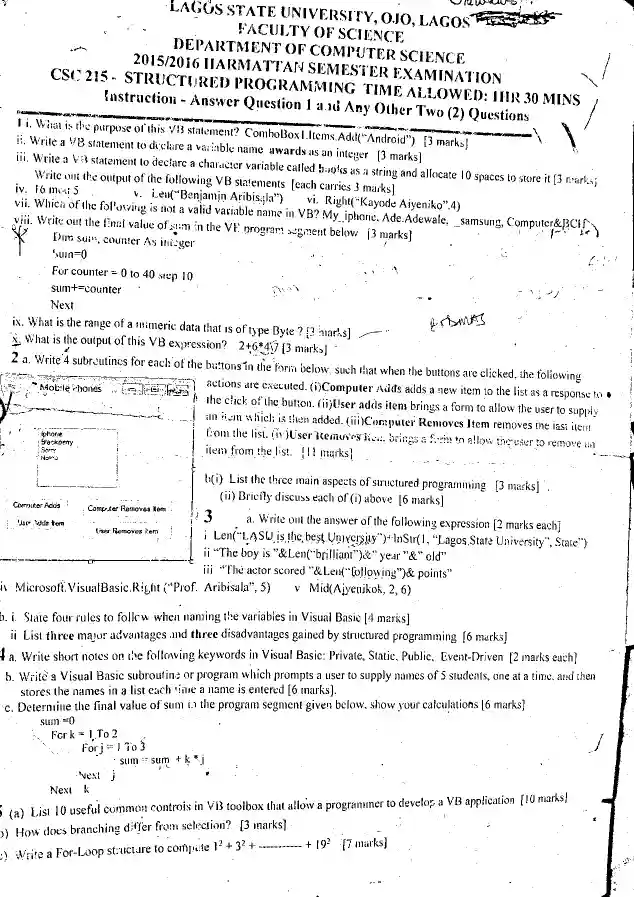 LAGOS STATE UNIVERSITY, OJO, LAGOS
FACULTY OF SCIENCE
DEPARTMENT OF COMPUTER SCIENCE
2015/2016 HARMATTAN SEMESTER EXAMINATION
CSC 215 - STRUCTURED PROGRAMMING TIME ALLOWED: 1HR 30 MINS
Instruction - Answer Question 1 and Any Other Two (2) Questions
1 i. What is the purpose of this VB statement? ComboBox1.Items.Add("Android") [3 marks]
ii. Write a VB statement to declare a variable name awards as an integer [3 marks]
iii. Write a VB statement to declare a character variable called books as a string and allocate 10 spaces to store it [3 marks]
Write out the output of the following VB statements [each carries 3 marks]
iv. 16 mod 5 v. Len("Benjamin Aribisala") vi. Right("Kayode Aiyeniko",4)
vii. Which of the following is not a valid variable name in VB? My_iphone, Ade.Adewale, _samsung, Computer&BCH
viii. Write out the final value of sum in the VB program segment below [3 marks]
Dim sum, counter As integer
Sum=0
For counter = 0 to 40 step 10
sum+=counter
Next
ix. What is the range of a numeric data that is of type Byte ? [3 marks]
x. What is the output of this VB expression? 2+6*4\7 [3 marks]
2 a. Write 4 subroutines for each of the buttons in the form below, such that when the buttons are clicked, the following
actions are executed. (i)Computer Adds adds a new item to the list as a response to
the click of the button. (ii)User adds item brings a form to allow the user to supply
an item which is then added. (iii)Computer Removes Item removes the last item
from the list. (iv)User Removes Item brings a form to allow the user to remove an
item from the list. [11 marks]
Mobile Phones
Iphone
Blackberry
Sony
Nokia
Computer Adds
Computer Removes Item
User Adds Item
User Removes Item
b(i) List the three main aspects of structured programming [3 marks]
(ii) Briefly discuss each of (i) above [6 marks]
3 a. Write out the answer of the following expression [2 marks each]
i Len("LASU is the best University")+InStr(1, "Lagos State University", State")
ii "The boy is "&Len("brilliant")&" year "&" old"
iii "The actor scored "&Len("following")& points"
iv Microsoft.VisualBasic.Right ("Prof. Aribisala", 5) v Mid(Aiyenikok, 2, 6)
b. i. State four rules to follow when naming the variables in Visual Basic [4 marks]
ii List three major advantages and three disadvantages gained by structured programming [6 marks]
4 a. Write short notes on the following keywords in Visual Basic: Private, Static, Public, Event-Driven [2 marks each]
b. Write a Visual Basic subroutine or program which prompts a user to supply names of 5 students, one at a time, and then
stores the names in a list each time a name is entered [6 marks].
c. Determine the final value of sum in the program segment given below, show your calculations [6 marks]
sum =0
For k = 1 To 2
For j = 1 To 3
sum = sum + k * j
Next j
Next k
5 (a) List 10 useful common controls in VB toolbox that allow a programmer to develop a VB application [10 marks]
b) How does branching differ from selection? [3 marks]
c) Write a For-Loop structure to compute 1² + 3² + ----------- + 19² [7 marks]